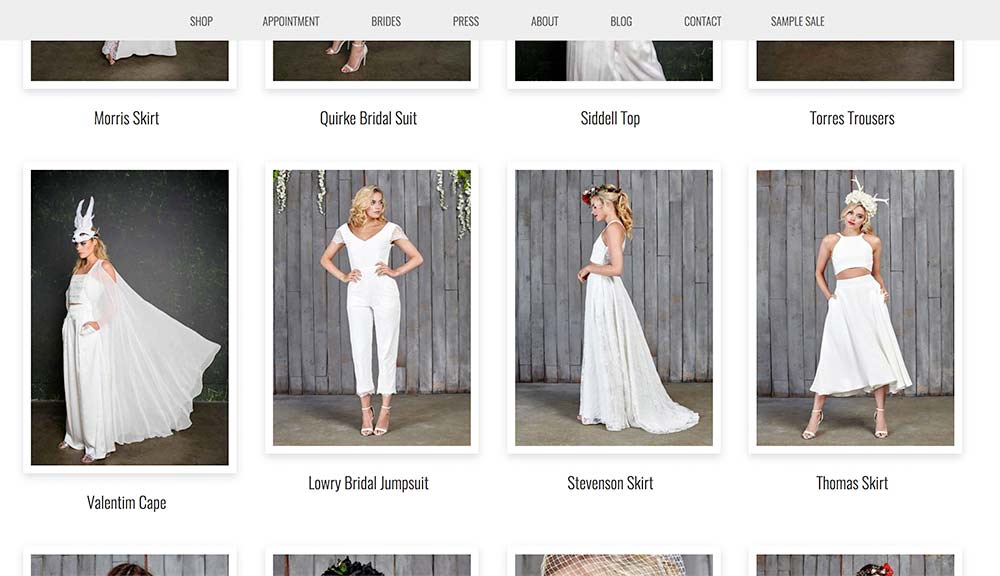 SHOP APPOINTMENT BRIDES PRESS ABOUT BLOG CONTACT SAMPLE SALE
Morris Skirt
Quirke Bridal Suit
Siddell Top
Torres Trousers
Valentim Cape
Lowry Bridal Jumpsuit
Stevenson Skirt
Thomas Skirt